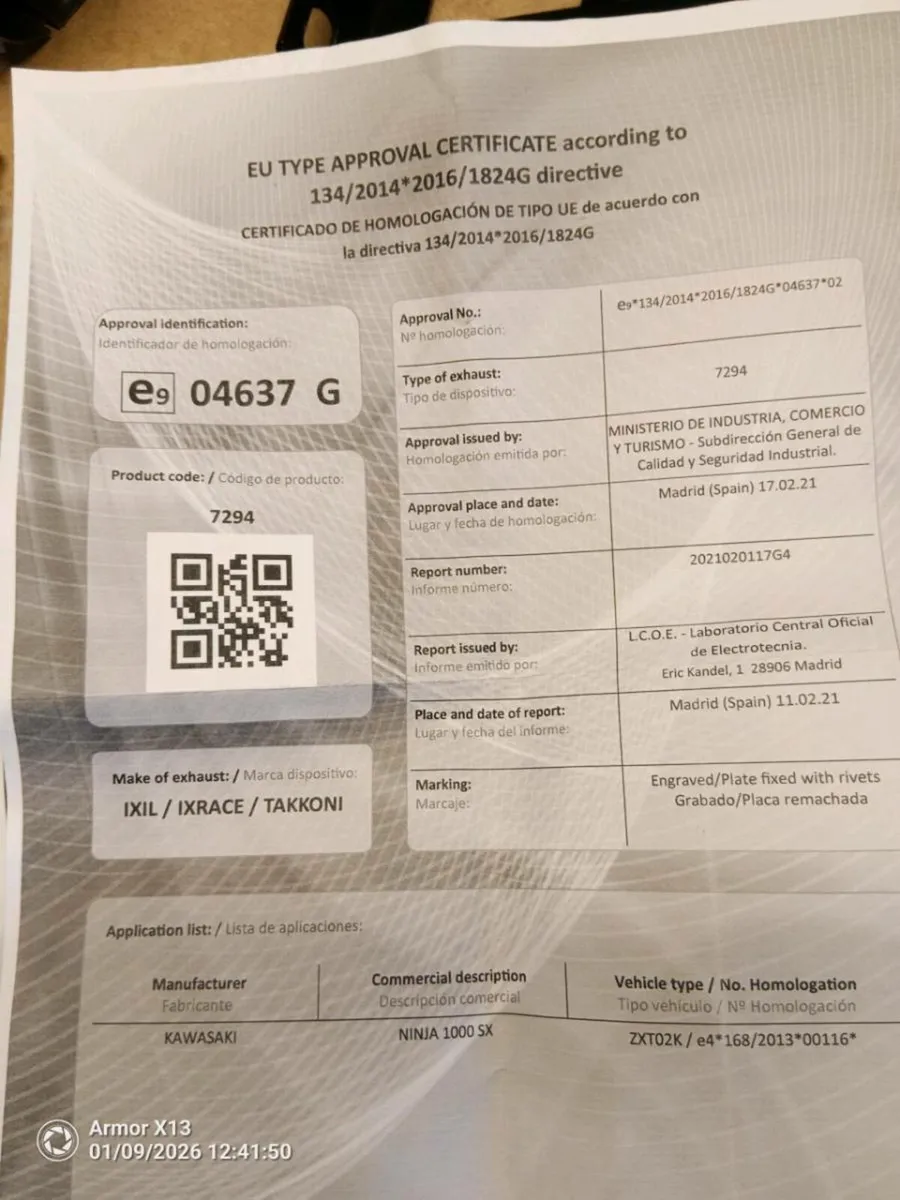 EU TYPE APPROVAL CERTIFICATE according to
134/2014*2016/1824G directive
CERTIFICADO DE HOMOLOGACIÓN DE TIPO UE de acuerdo con
la directiva 134/2014*2016/1824G
Approval identification:
Identificador de homologación:
e9 04637 G
Product code: / Código de producto:
7294
Make of exhaust: / Marca dispositivo:
IXIL / IXRACE / TAKKONI
Approval No.:
Nº homologación:
e9*134/2014*2016/1824G*04637*02
Type of exhaust:
Tipo de dispositivo:
7294
Approval issued by:
Homologación emitida por:
MINISTERIO DE INDUSTRIA, COMERCIO
Y TURISMO - Subdirección General de
Calidad y Seguridad Industrial.
Approval place and date:
Lugar y fecha de homologación:
Madrid (Spain) 17.02.21
Report number:
Informe número:
2021020117G4
Report issued by:
Informe emitido por:
L.C.O.E. - Laboratorio Central Oficial
de Electrotecnia.
Eric Kandel, 1 28906 Madrid
Place and date of report:
Lugar y fecha del informe:
Madrid (Spain) 11.02.21
Marking:
Marcaje:
Engraved/Plate fixed with rivets
Grabado/Placa remachada
Application list: / Lista de aplicaciones:
Manufacturer
Fabricante
Commercial description
Descripción comercial
Vehicle type / No. Homologation
Tipo vehículo / Nº Homologación
KAWASAKI
NINJA 1000 SX
ZXT02K / e4*168/2013*00116*
Armor X13
01/09/2026 12:41:50